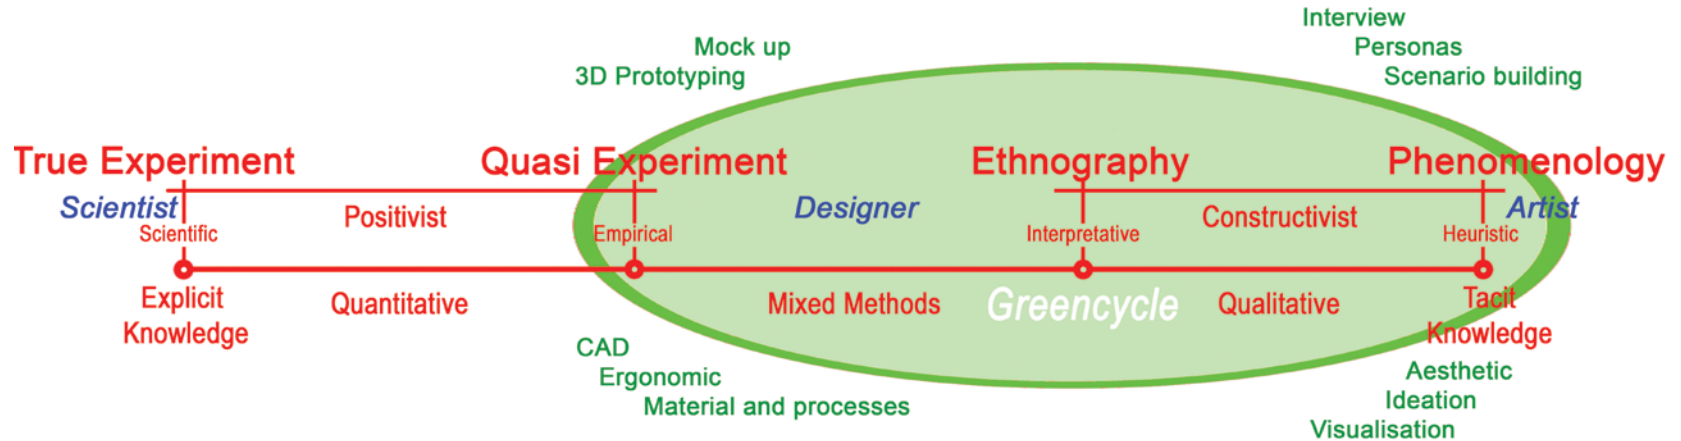 Interview
Mock up
Personas
3D Prototyping
Scenario building
True Experiment
Quasi Experiment
Ethnography
Phenomenology
Scientist
Positivist
Designer
Constructivist
Artist
Scientific
Empirical
Interpretative
Heuristic
Explicit
Knowledge
Quantitative
Mixed Methods
Greencycle
Qualitative
Tacit
Knowledge
CAD
Ergonomic
Material and processes
Aesthetic
Ideation
Visualisation